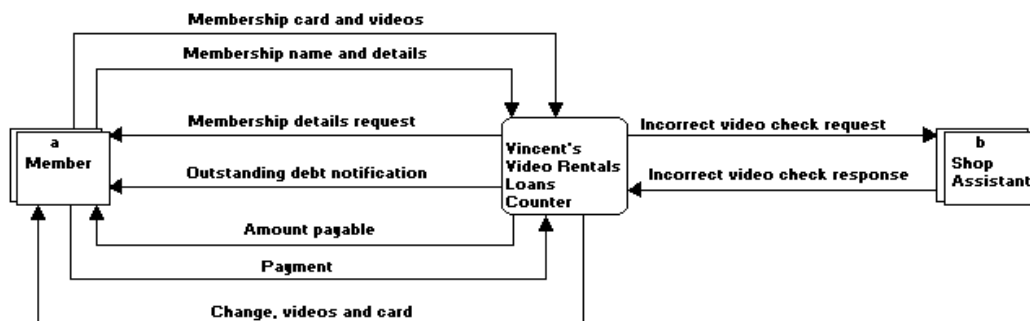 Membership card and videos
Membership name and details
Membership details request
Incorrect video check request
a
Member
Vincent's
Video Rentals
Loans
Counter
b
Shop
Assistant
Outstanding debt notification
Incorrect video check response
Amount payable
Payment
Change, videos and card